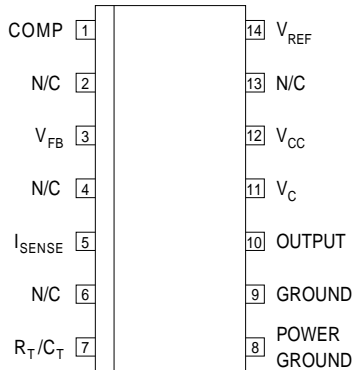 COMP 1
N/C 2
V_FB 3
N/C 4
I_SENSE 5
N/C 6
R_T/C_T 7
14 V_REF
13 N/C
12 V_CC
11 V_C
10 OUTPUT
9 GROUND
8 POWER
GROUND